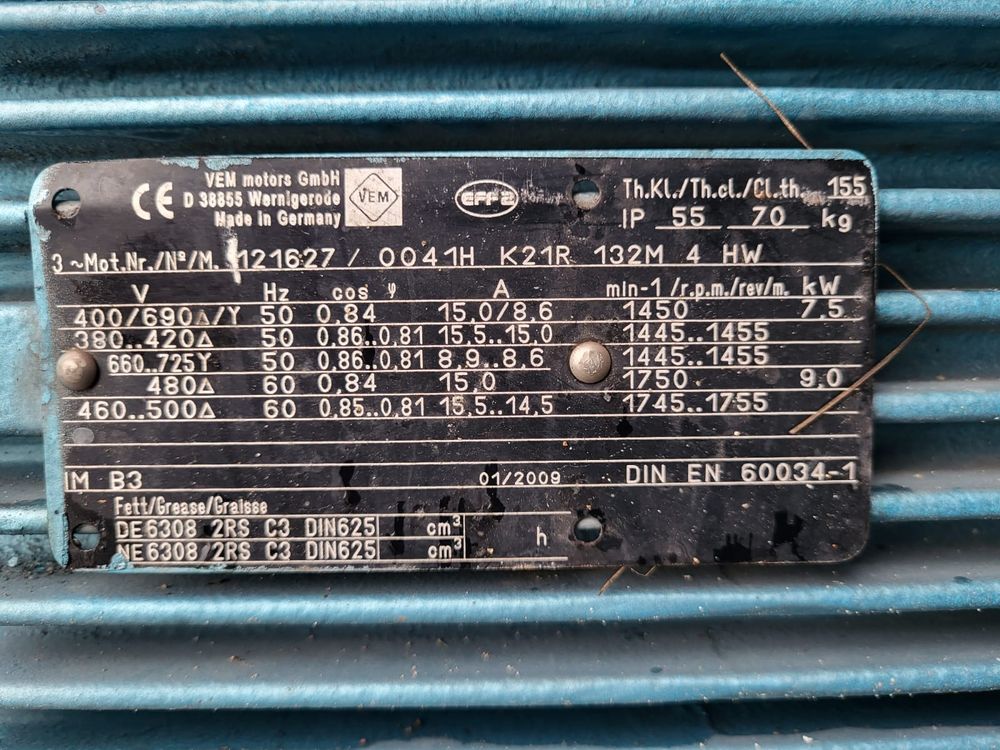 VEM motors GmbH
D 38855 Wernigerode
Made in Germany
CE
VEM
EFF2
Th.Kl./Th.cl./Cl.th. 155
IP 55 70 kg
3~Mot.Nr./Nº/M. 121627/ 0041H K21R 132M 4 HW
V Hz cos φ A min-1/r.p.m./rev/m. kW
400/690Δ/Y 50 0,84 15,0/8,6 1450 7,5
380..420Δ 50 0,86..0,81 15,5..15,0 1445..1455
660..725Y 50 0,86..0,81 8,9..8,6 1445..1455
480Δ 60 0,84 15,0 1750 9,0
460..500Δ 60 0,85..0,81 15,5..14,5 1745..1755
IM B3 01/2009 DIN EN 60034-1
Fett/Grease/Graisse
DE 6308 2RS C3 DIN625 cm³ h
NE 6308 2RS C3 DIN625 cm³